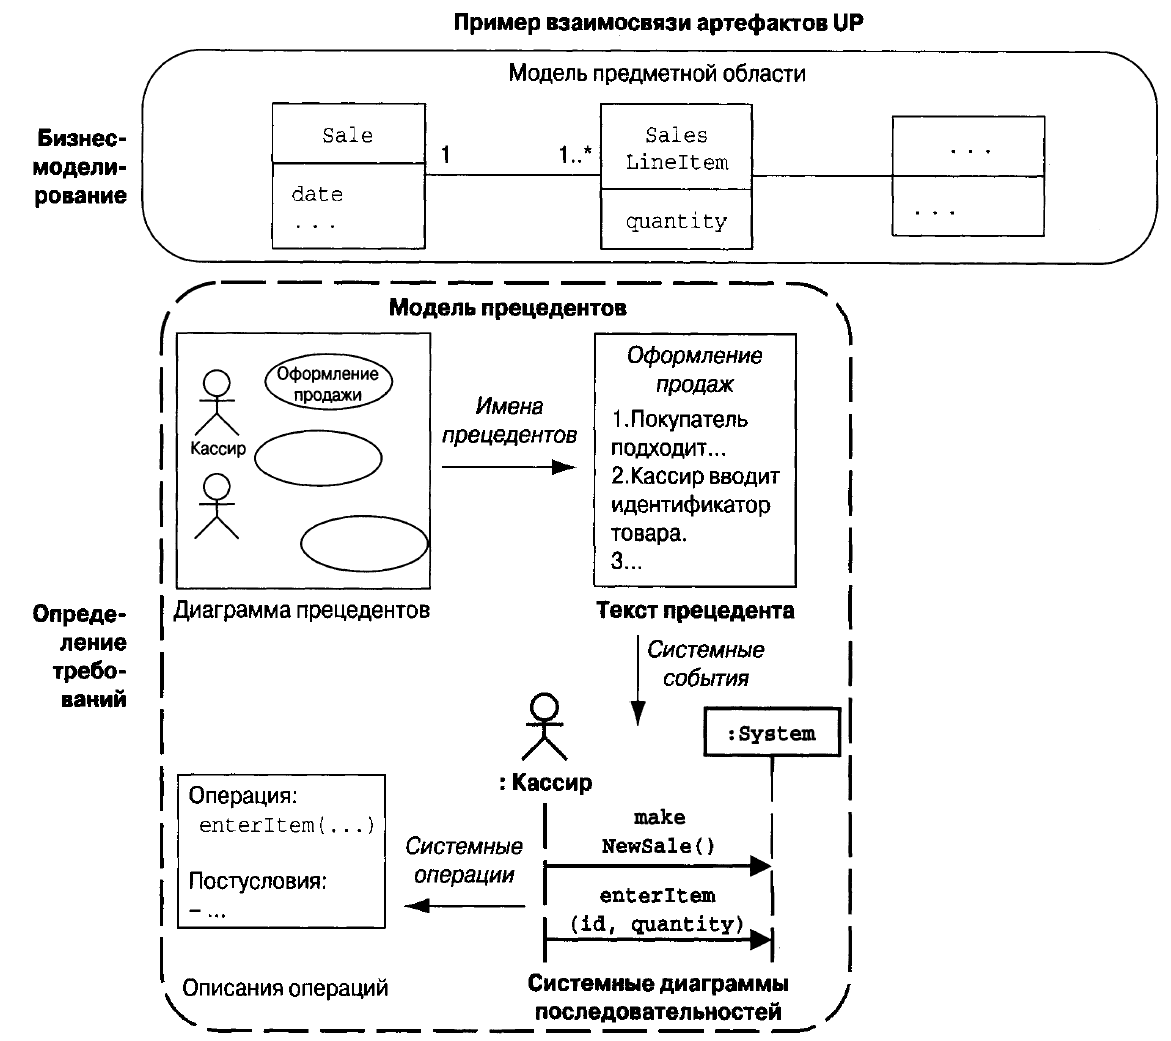 Пример взаимосвязи артефактов UP
Модель предметной области
Бизнес-
модели-
рование
Sale
date
...
1
1..*
Sales
LineItem
quantity
...
...
Модель прецедентов
Оформление
продажи
Кассир
Диаграмма прецедентов
Имена
прецедентов
Оформление
продаж
1.Покупатель
подходит...
2.Кассир вводит
идентификатор
товара.
3...
Текст прецедента
Опреде-
ление
требо-
ваний
Системные
события
: Кассир
:System
make
NewSale()
enterItem
(id, quantity)
Системные диаграммы
последовательностей
Системные
операции
Операция:
enterItem(...)
Постусловия:
– ...
Описания операций